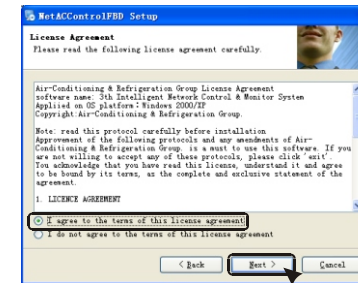 NetACControlFBD Setup
License Agreement
Please read the following license agreement carefully.
Air-Conditioning & Refrigeration Group License Agreement
software name: 3th Intelligent Network Control & Monitor System
Appliied on OS platform: Windows 2000/XP
Copyright:Air-Conditioning & Refrigeration Group.
Note: read this protocol carefully before installation
Approvement of the following protocols and any amendments of Air-
Conditioning & Refrigeration Group. is a must to use this software. If you
are not willing to accept any of these protocols, please click 'exit'.
You acknowledge that you have read this license, understand it and agree
to be bound by its terms, as the complete and exclusive statement of the
agreement.
1. LICENCE AGREEMENT
I agree to the terms of this license agreement
I do not agree to the terms of this license agreement
< Back Next > Cancel